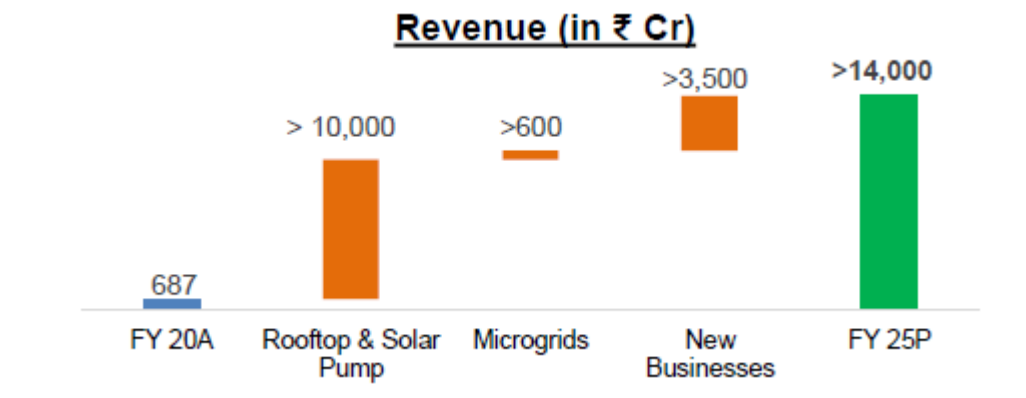 Revenue (in ₹ Cr)
687
> 10,000
>600
>3,500
>14,000
FY 20A
Rooftop & Solar
Pump
Microgrids
New
Businesses
FY 25P